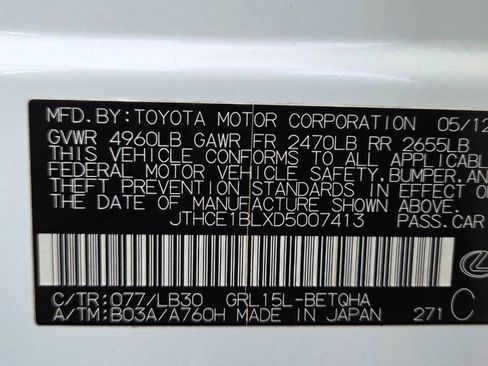 MFD.BY:TOYOTA MOTOR CORPORATION 05/12
GVWR 4960LB GAWR FR 2470LB RR 2655LB
THIS VEHICLE CONFORMS TO ALL APPLICABLE
FEDERAL MOTOR VEHICLE SAFETY, BUMPER, AN
THEFT PREVENTION STANDARDS IN EFFECT ON
THE DATE OF MANUFACTURE SHOWN ABOVE.
JTHCE1BLXD5007413 PASS.CAR
C/TR:077/LB30 GRL15L-BETQHA
A/TM:B03A/A760H MADE IN JAPAN 271 C